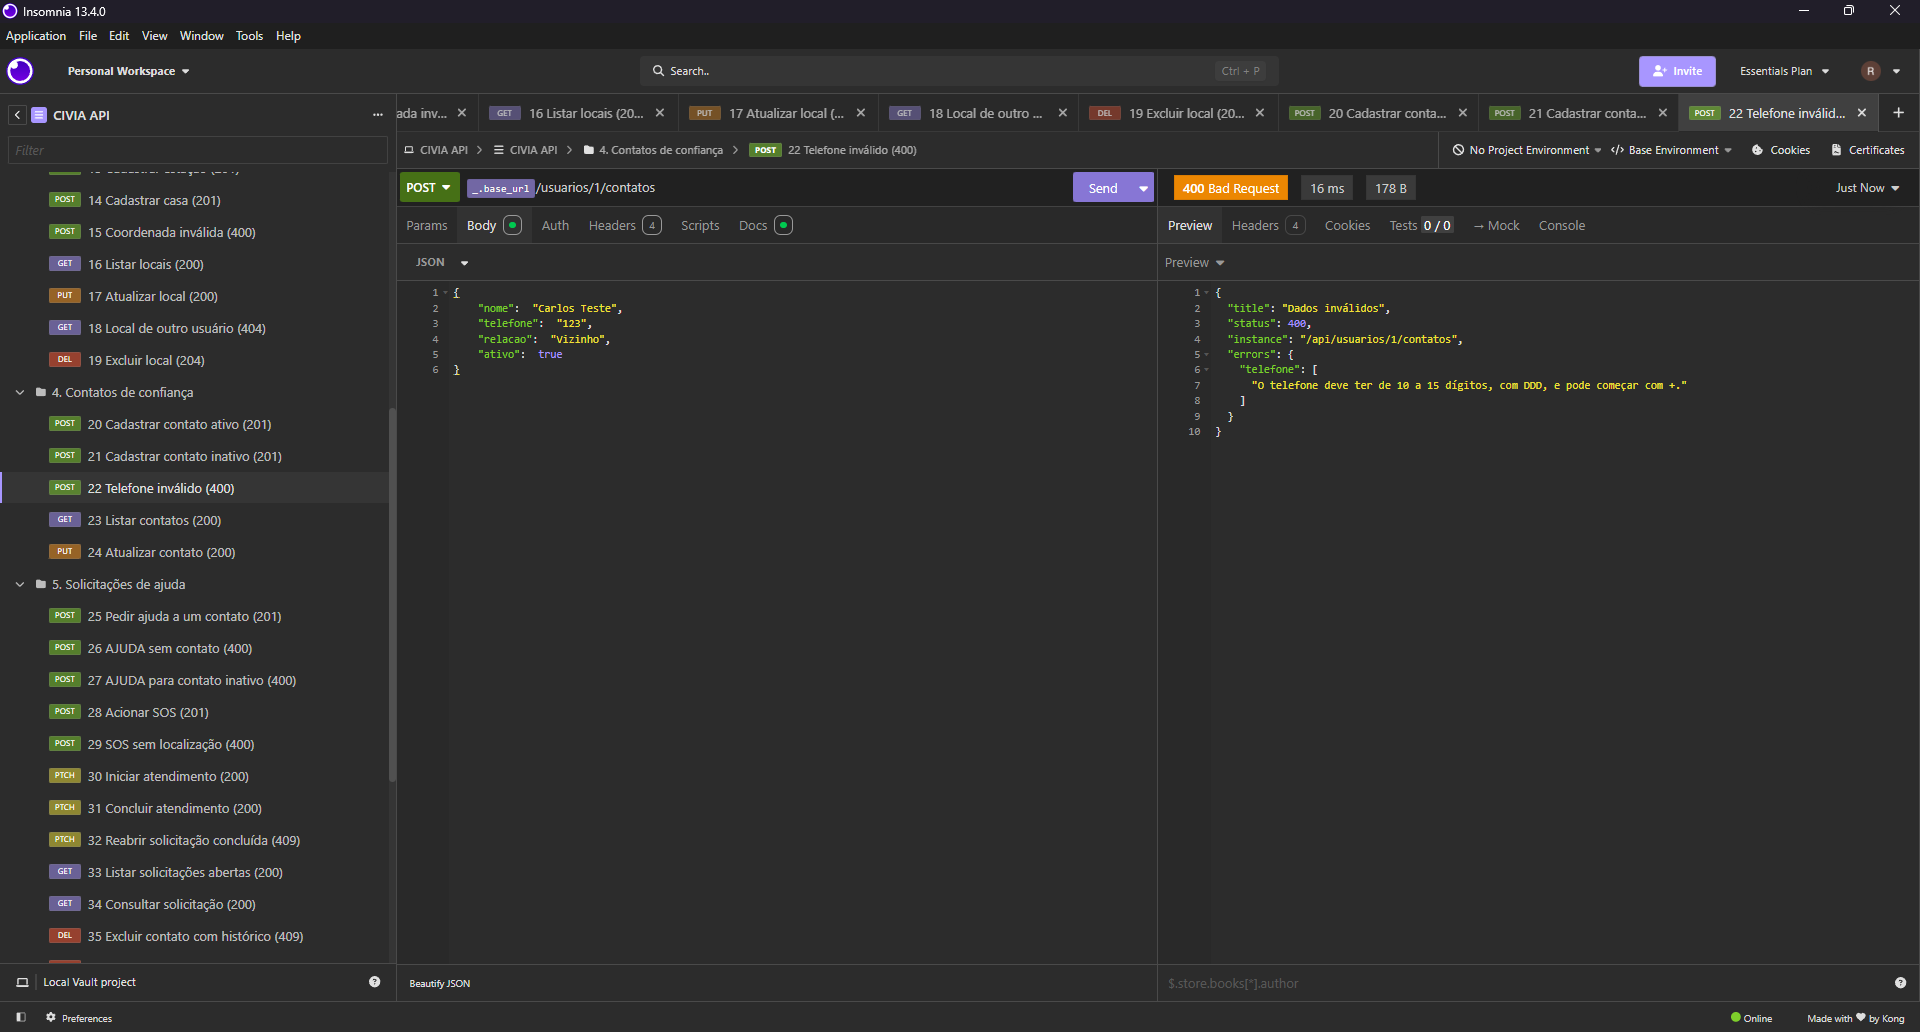 Insomnia 13.4.0
Application File Edit View Window Tools Help
Personal Workspace
Search..
Ctrl + P
Invite
Essentials Plan
R
CIVIA API
ada inv...
GET 16 Listar locais (20...
PUT 17 Atualizar local (...
GET 18 Local de outro ...
DEL 19 Excluir local (20...
POST 20 Cadastrar conta...
POST 21 Cadastrar conta...
POST 22 Telefone inválid...
Filter
CIVIA API
CIVIA API
4. Contatos de confiança
POST 22 Telefone inválido (400)
No Project Environment
Base Environment
Cookies
Certificates
POST 14 Cadastrar casa (201)
POST 15 Coordenada inválida (400)
GET 16 Listar locais (200)
PUT 17 Atualizar local (200)
GET 18 Local de outro usuário (404)
DEL 19 Excluir local (204)
4. Contatos de confiança
POST 20 Cadastrar contato ativo (201)
POST 21 Cadastrar contato inativo (201)
POST 22 Telefone inválido (400)
GET 23 Listar contatos (200)
PUT 24 Atualizar contato (200)
5. Solicitações de ajuda
POST 25 Pedir ajuda a um contato (201)
POST 26 AJUDA sem contato (400)
POST 27 AJUDA para contato inativo (400)
POST 28 Acionar SOS (201)
POST 29 SOS sem localização (400)
PTCH 30 Iniciar atendimento (200)
PTCH 31 Concluir atendimento (200)
PTCH 32 Reabrir solicitação concluída (409)
GET 33 Listar solicitações abertas (200)
GET 34 Consultar solicitação (200)
DEL 35 Excluir contato com histórico (409)
POST _.base_url /usuarios/1/contatos
Send
Params Body Auth Headers 4 Scripts Docs
JSON
1 {
2 "nome": "Carlos Teste",
3 "telefone": "123",
4 "relacao": "Vizinho",
5 "ativo": true
6 }
Beautify JSON
400 Bad Request 16 ms 178 B
Just Now
Preview Headers 4 Cookies Tests 0 / 0 → Mock Console
Preview
1 {
2 "title": "Dados inválidos",
3 "status": 400,
4 "instance": "/api/usuarios/1/contatos",
5 "errors": {
6 "telefone": [
7 "O telefone deve ter de 10 a 15 dígitos, com DDD, e pode começar com +."
8 ]
9 }
10 }
$.store.books[*].author
Local Vault project
Preferences
Online
Made with ♥ by Kong